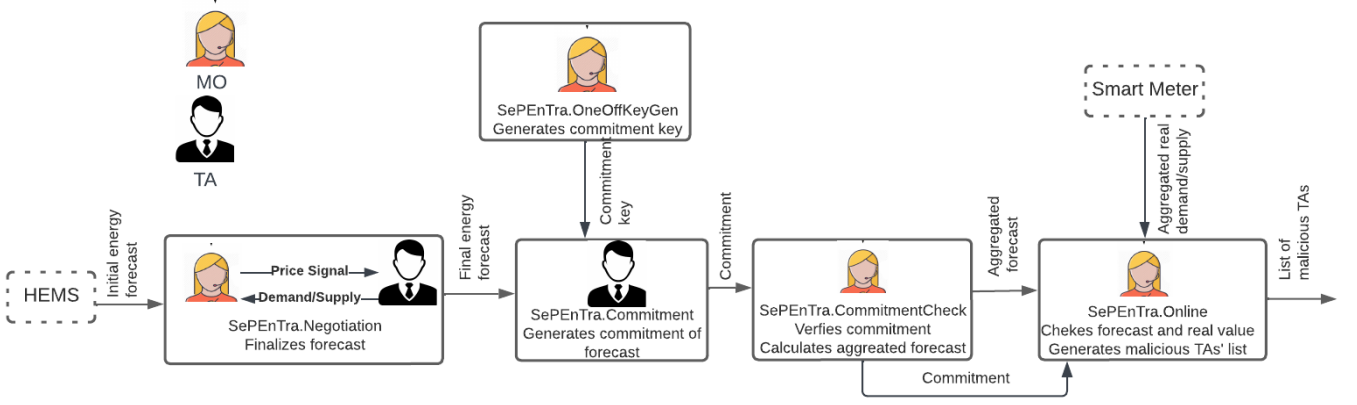 MO
TA
HEMS
Initial energy
forecast
Price Signal
Demand/Supply
SePEnTra.Negotiation
Finalizes forecast
Final energy
forecast
SePEnTra.OneOffKeyGen
Generates commitment key
Commitment
key
SePEnTra.Commitment
Generates commitment of
forecast
Commitment
SePEnTra.CommitmentCheck
Verfies commitment
Calculates aggreated forecast
Aggregated
forecast
Commitment
Smart Meter
Aggregated real
demand/supply
SePEnTra.Online
Chekes forecast and real value
Generates malicious TAs' list
List of
malicious TAs